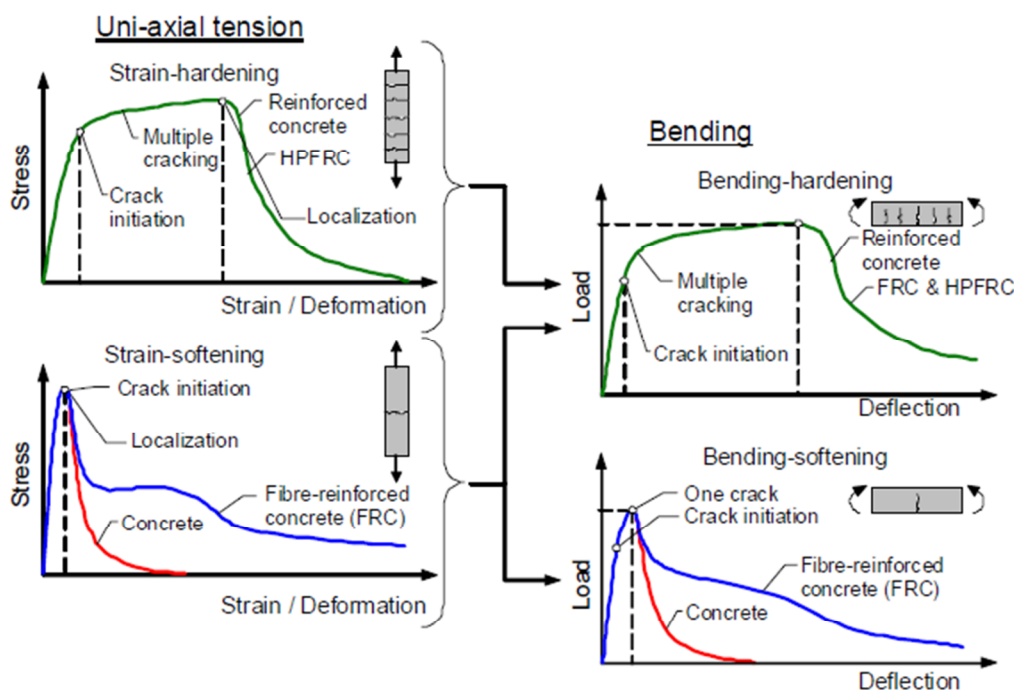 Uni-axial tension
Strain-hardening
Reinforced
concrete
Multiple
cracking
HPFRC
Crack
initiation
Localization
Stress
Strain / Deformation
Strain-softening
Crack initiation
Localization
Stress
Fibre-reinforced
concrete (FRC)
Concrete
Strain / Deformation
Bending
Bending-hardening
Reinforced
concrete
FRC & HPFRC
Multiple
cracking
Crack initiation
Load
Deflection
Bending-softening
One crack
Crack initiation
Fibre-reinforced
concrete (FRC)
Concrete
Load
Deflection